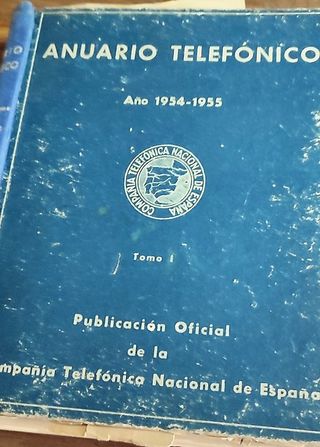 ANUARIO TELEFÓNICO
Año 1954-1955
COMPAÑIA TELEFONICA NACIONAL DE ESPAÑA
Tomo I
Publicación Oficial
de la
mpañía Telefónica Nacional de España